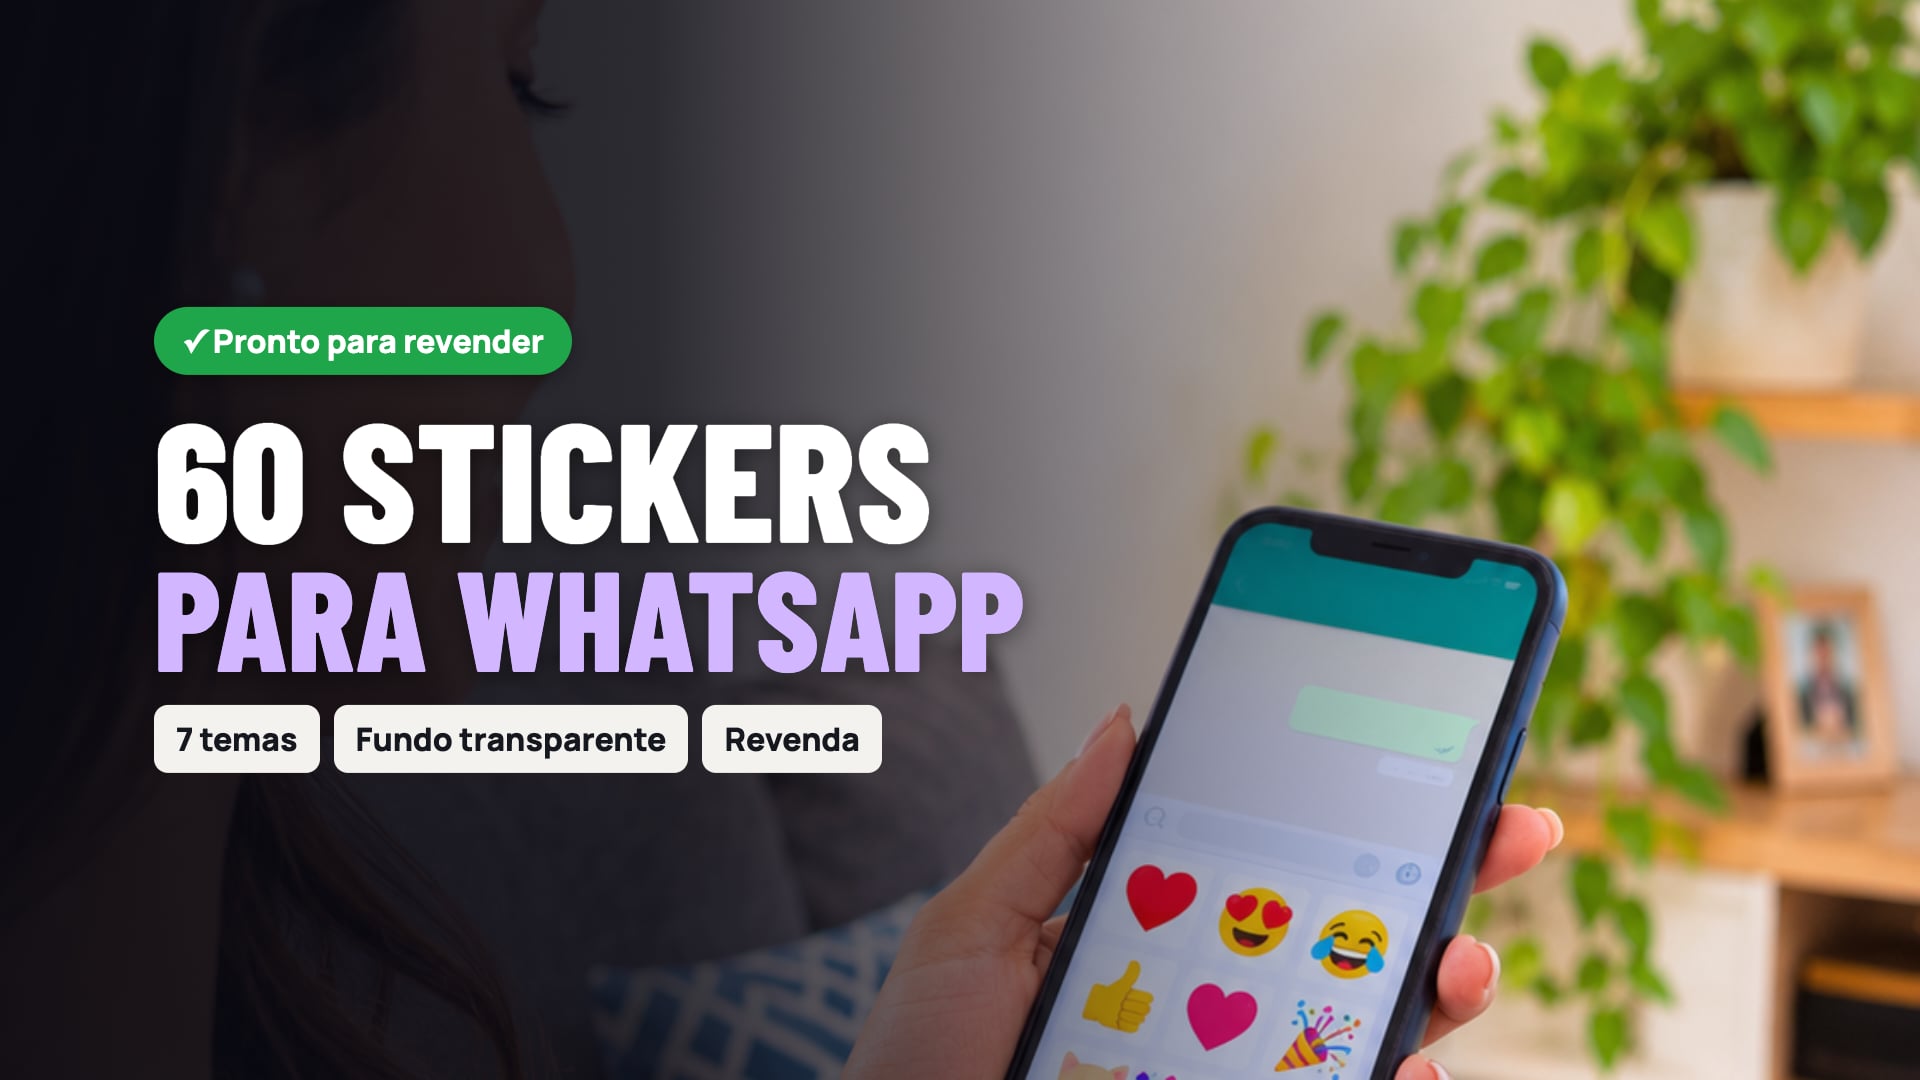 ✓Pronto para revender
60 STICKERS
PARA WHATSAPP
7 temas
Fundo transparente
Revenda